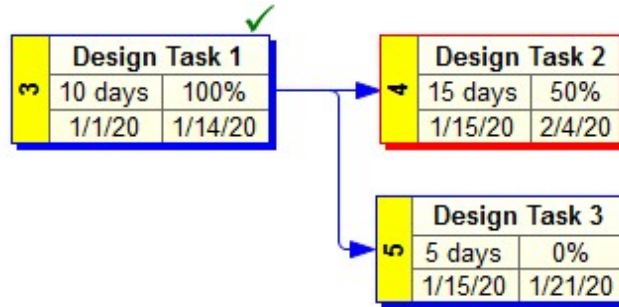 3
Design Task 1
10 days 100%
1/1/20 1/14/20
4
Design Task 2
15 days 50%
1/15/20 2/4/20
5
Design Task 3
5 days 0%
1/15/20 1/21/20